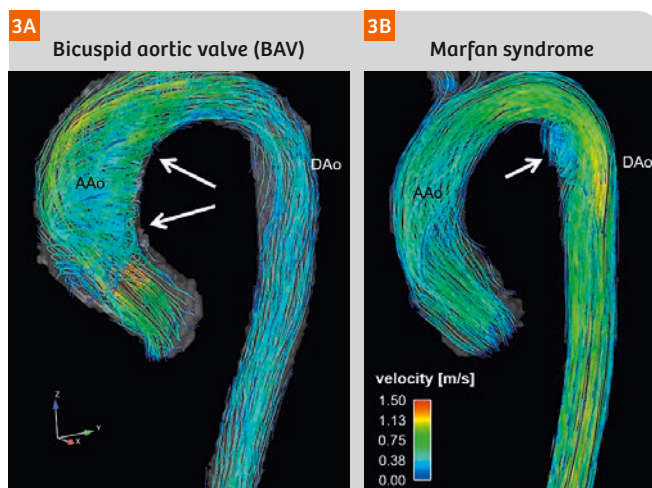 3A
Bicuspid aortic valve (BAV)
AAo
DAo
Z
Y
X
3B
Marfan syndrome
AAo
DAo
velocity [m/s]
1.50
1.13
0.75
0.38
0.00